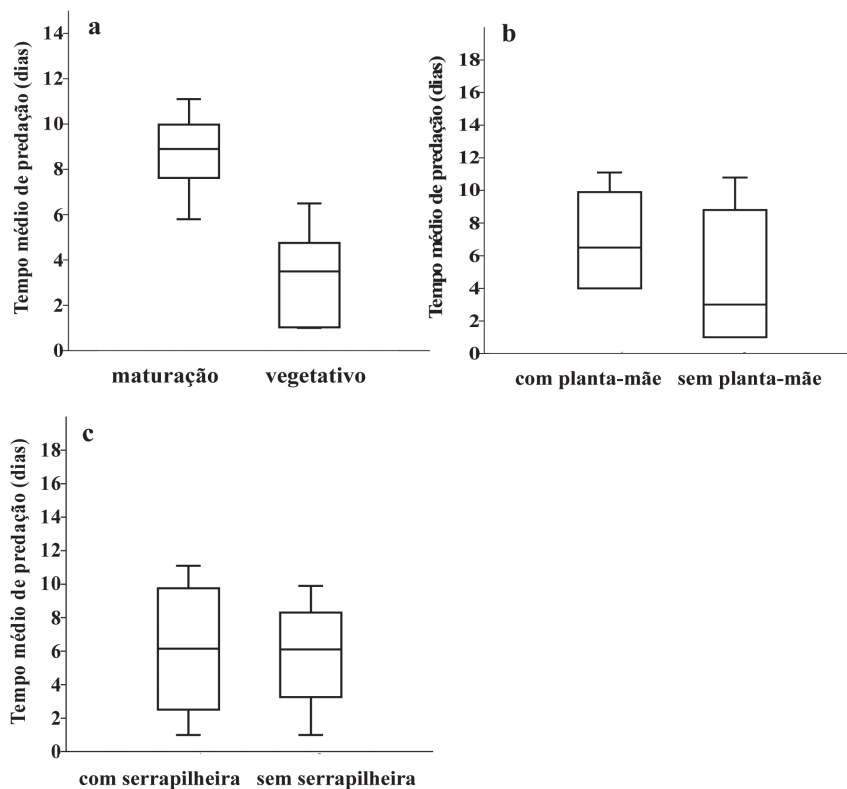 a
Tempo médio de predação (dias)
14
12
10
8
6
4
2
0
maturação
vegetativo
b
Tempo médio de predação (dias)
18
16
14
12
10
8
6
4
2
0
com planta-mãe
sem planta-mãe
c
Tempo médio de predação (dias)
18
16
14
12
10
8
6
4
2
0
com serrapilheira
sem serrapilheira